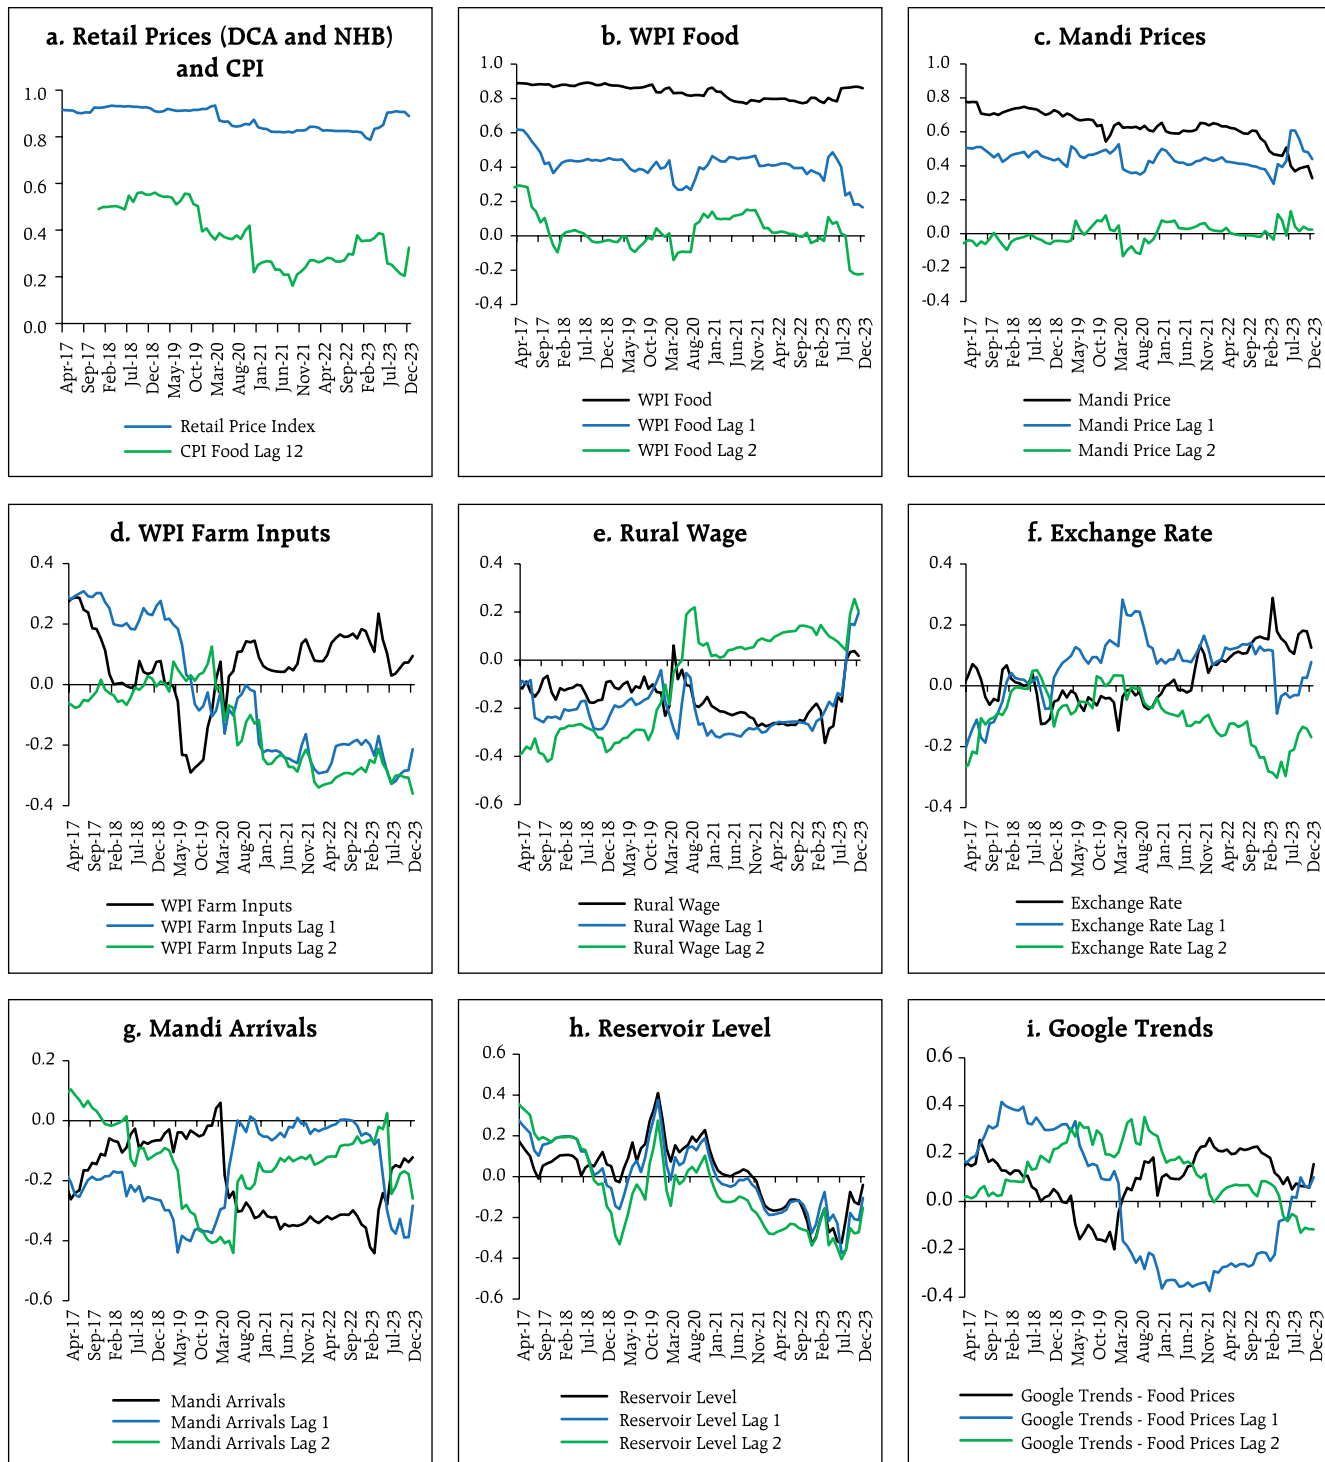 a. Retail Prices (DCA and NHB)
and CPI
1.0
0.8
0.6
0.4
0.2
0.0
Apr-17
Sep-17
Feb-18
Jul-18
Dec-18
May-19
Oct-19
Mar-20
Aug-20
Jan-21
Jun-21
Nov-21
Apr-22
Sep-22
Feb-23
Jul-23
Dec-23
Retail Price Index
CPI Food Lag 12
b. WPI Food
1.0
0.8
0.6
0.4
0.2
0.0
-0.2
-0.4
Apr-17
Sep-17
Feb-18
Jul-18
Dec-18
May-19
Oct-19
Mar-20
Aug-20
Jan-21
Jun-21
Nov-21
Apr-22
Sep-22
Feb-23
Jul-23
Dec-23
WPI Food
WPI Food Lag 1
WPI Food Lag 2
c. Mandi Prices
1.0
0.8
0.6
0.4
0.2
0.0
-0.2
-0.4
Apr-17
Sep-17
Feb-18
Jul-18
Dec-18
May-19
Oct-19
Mar-20
Aug-20
Jan-21
Jun-21
Nov-21
Apr-22
Sep-22
Feb-23
Jul-23
Dec-23
Mandi Price
Mandi Price Lag 1
Mandi Price Lag 2
d. WPI Farm Inputs
0.4
0.2
0.0
-0.2
-0.4
Apr-17
Sep-17
Feb-18
Jul-18
Dec-18
May-19
Oct-19
Mar-20
Aug-20
Jan-21
Jun-21
Nov-21
Apr-22
Sep-22
Feb-23
Jul-23
Dec-23
WPI Farm Inputs
WPI Farm Inputs Lag 1
WPI Farm Inputs Lag 2
e. Rural Wage
0.4
0.2
0.0
-0.2
-0.4
-0.6
Apr-17
Sep-17
Feb-18
Jul-18
Dec-18
May-19
Oct-19
Mar-20
Aug-20
Jan-21
Jun-21
Nov-21
Apr-22
Sep-22
Feb-23
Jul-23
Dec-23
Rural Wage
Rural Wage Lag 1
Rural Wage Lag 2
f. Exchange Rate
0.4
0.2
0.0
-0.2
-0.4
Apr-17
Sep-17
Feb-18
Jul-18
Dec-18
May-19
Oct-19
Mar-20
Aug-20
Jan-21
Jun-21
Nov-21
Apr-22
Sep-22
Feb-23
Jul-23
Dec-23
Exchange Rate
Exchange Rate Lag 1
Exchange Rate Lag 2
g. Mandi Arrivals
0.2
0.0
-0.2
-0.4
-0.6
Apr-17
Sep-17
Feb-18
Jul-18
Dec-18
May-19
Oct-19
Mar-20
Aug-20
Jan-21
Jun-21
Nov-21
Apr-22
Sep-22
Feb-23
Jul-23
Dec-23
Mandi Arrivals
Mandi Arrivals Lag 1
Mandi Arrivals Lag 2
h. Reservoir Level
0.6
0.4
0.2
0.0
-0.2
-0.4
-0.6
Apr-17
Sep-17
Feb-18
Jul-18
Dec-18
May-19
Oct-19
Mar-20
Aug-20
Jan-21
Jun-21
Nov-21
Apr-22
Sep-22
Feb-23
Jul-23
Dec-23
Reservoir Level
Reservoir Level Lag 1
Reservoir Level Lag 2
i. Google Trends
0.6
0.4
0.2
0.0
-0.2
-0.4
Apr-17
Sep-17
Feb-18
Jul-18
Dec-18
May-19
Oct-19
Mar-20
Aug-20
Jan-21
Jun-21
Nov-21
Apr-22
Sep-22
Feb-23
Jul-23
Dec-23
Google Trends - Food Prices
Google Trends - Food Prices Lag 1
Google Trends - Food Prices Lag 2